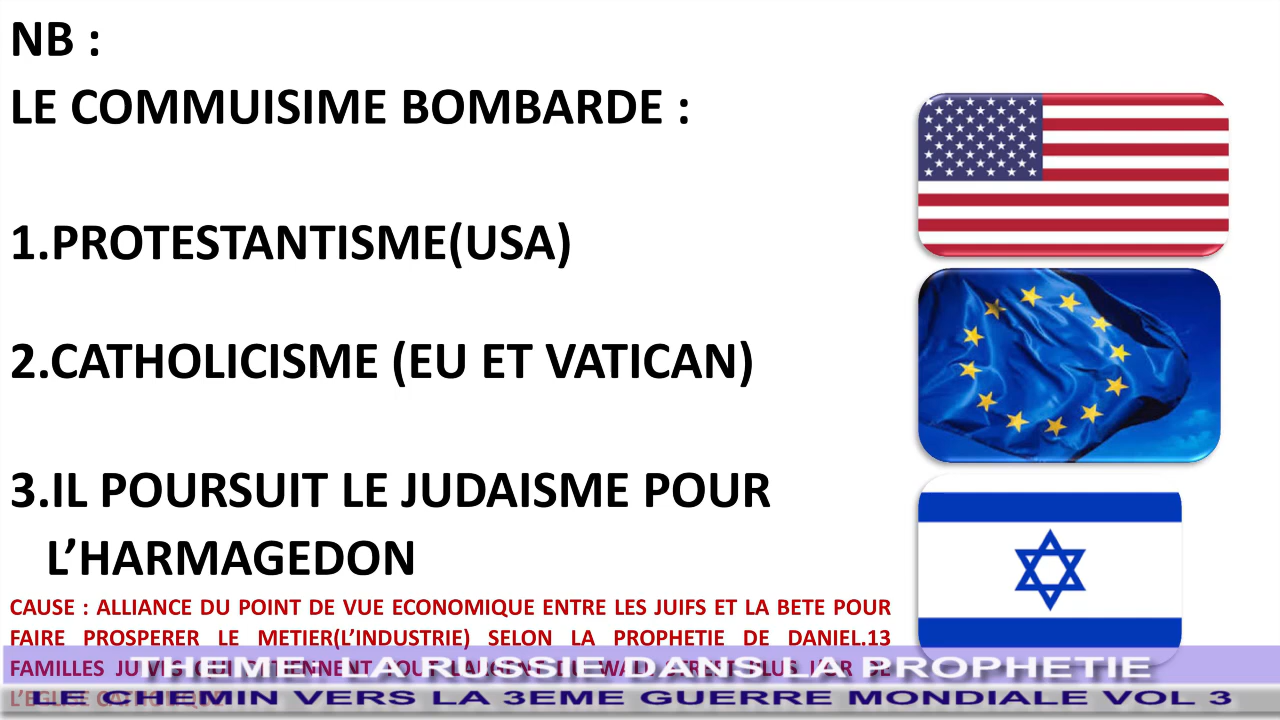 NB :
LE COMMUISIME BOMBARDE :
1.PROTESTANTISME(USA)
2.CATHOLICISME (EU ET VATICAN)
3.IL POURSUIT LE JUDAISME POUR
L’HARMAGEDON
CAUSE : ALLIANCE DU POINT DE VUE ECONOMIQUE ENTRE LES JUIFS ET LA BETE POUR
FAIRE PROSPERER LE METIER(L’INDUSTRIE) SELON LA PROPHETIE DE DANIEL.13
FAMILLES
THEME : LA RUSSIE DANS LA PROPHETIE
LE CHEMIN VERS LA 3EME GUERRE MONDIALE VOL 3